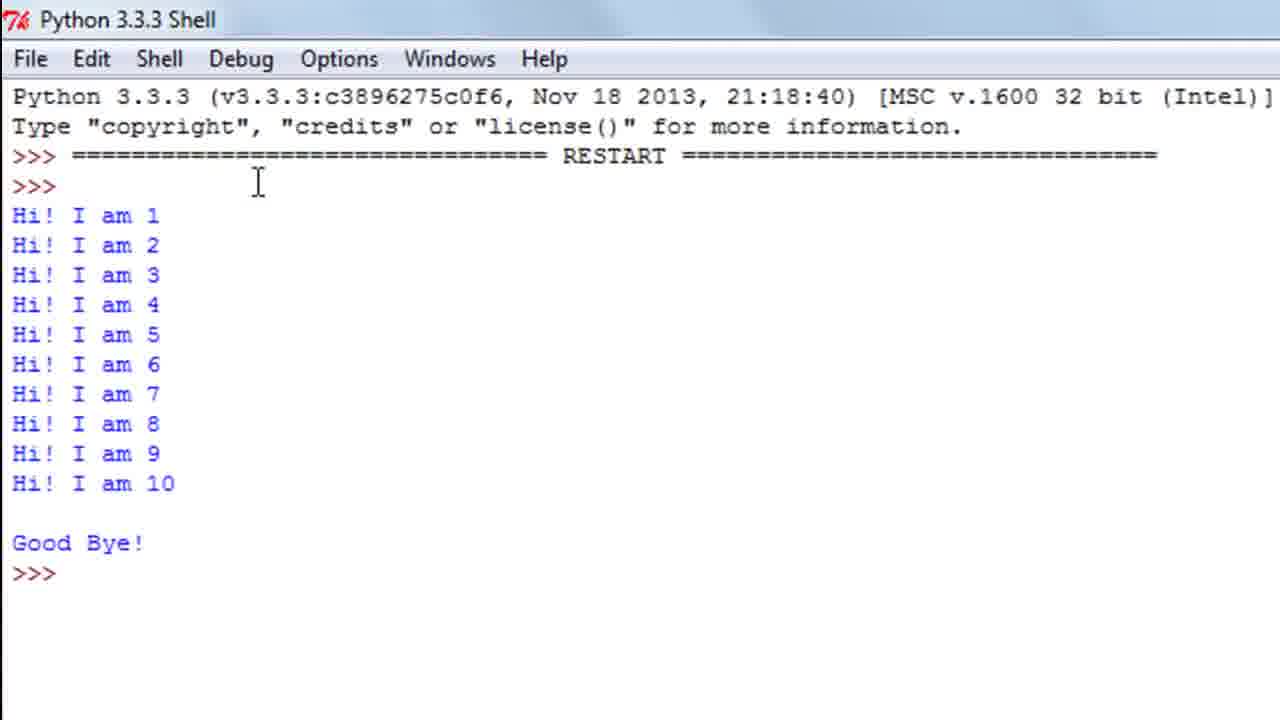 Python 3.3.3 Shell
File Edit Shell Debug Options Windows Help
Python 3.3.3 (v3.3.3:c3896275c0f6, Nov 18 2013, 21:18:40) [MSC v.1600 32 bit (Intel)]
Type "copyright", "credits" or "license()" for more information.
>>> ================================ RESTART ================================
>>>
Hi! I am 1
Hi! I am 2
Hi! I am 3
Hi! I am 4
Hi! I am 5
Hi! I am 6
Hi! I am 7
Hi! I am 8
Hi! I am 9
Hi! I am 10
Good Bye!
>>>